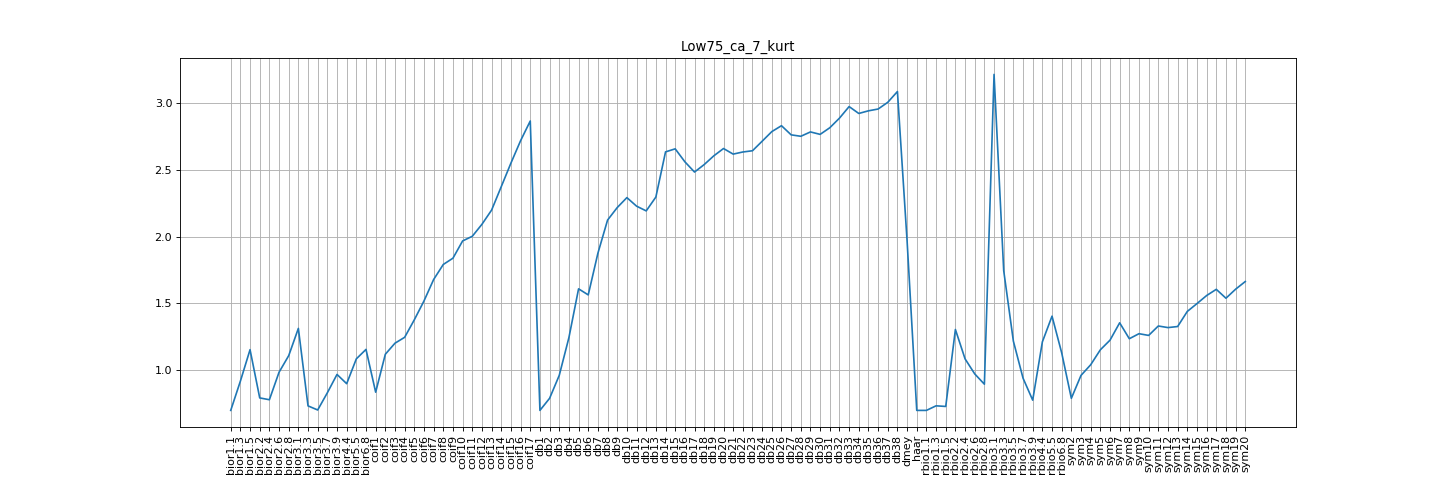 Low75_ca_7_kurt
3.0
2.5
2.0
1.5
1.0
bior1.1
bior1.3
bior1.5
bior2.2
bior2.4
bior2.6
bior2.8
bior3.1
bior3.3
bior3.5
bior3.7
bior3.9
bior4.4
bior5.5
bior6.8
coif1
coif2
coif3
coif4
coif5
coif6
coif7
coif8
coif9
coif10
coif11
coif12
coif13
coif14
coif15
coif16
coif17
db1
db2
db3
db4
db5
db6
db7
db8
db9
db10
db11
db12
db13
db14
db15
db16
db17
db18
db19
db20
db21
db22
db23
db24
db25
db26
db27
db28
db29
db30
db31
db32
db33
db34
db35
db36
db37
db38
dmey
haar
rbio1.1
rbio1.3
rbio1.5
rbio2.2
rbio2.4
rbio2.6
rbio2.8
rbio3.1
rbio3.3
rbio3.5
rbio3.7
rbio3.9
rbio4.4
rbio5.5
rbio6.8
sym2
sym3
sym4
sym5
sym6
sym7
sym8
sym9
sym10
sym11
sym12
sym13
sym14
sym15
sym16
sym17
sym18
sym19
sym20